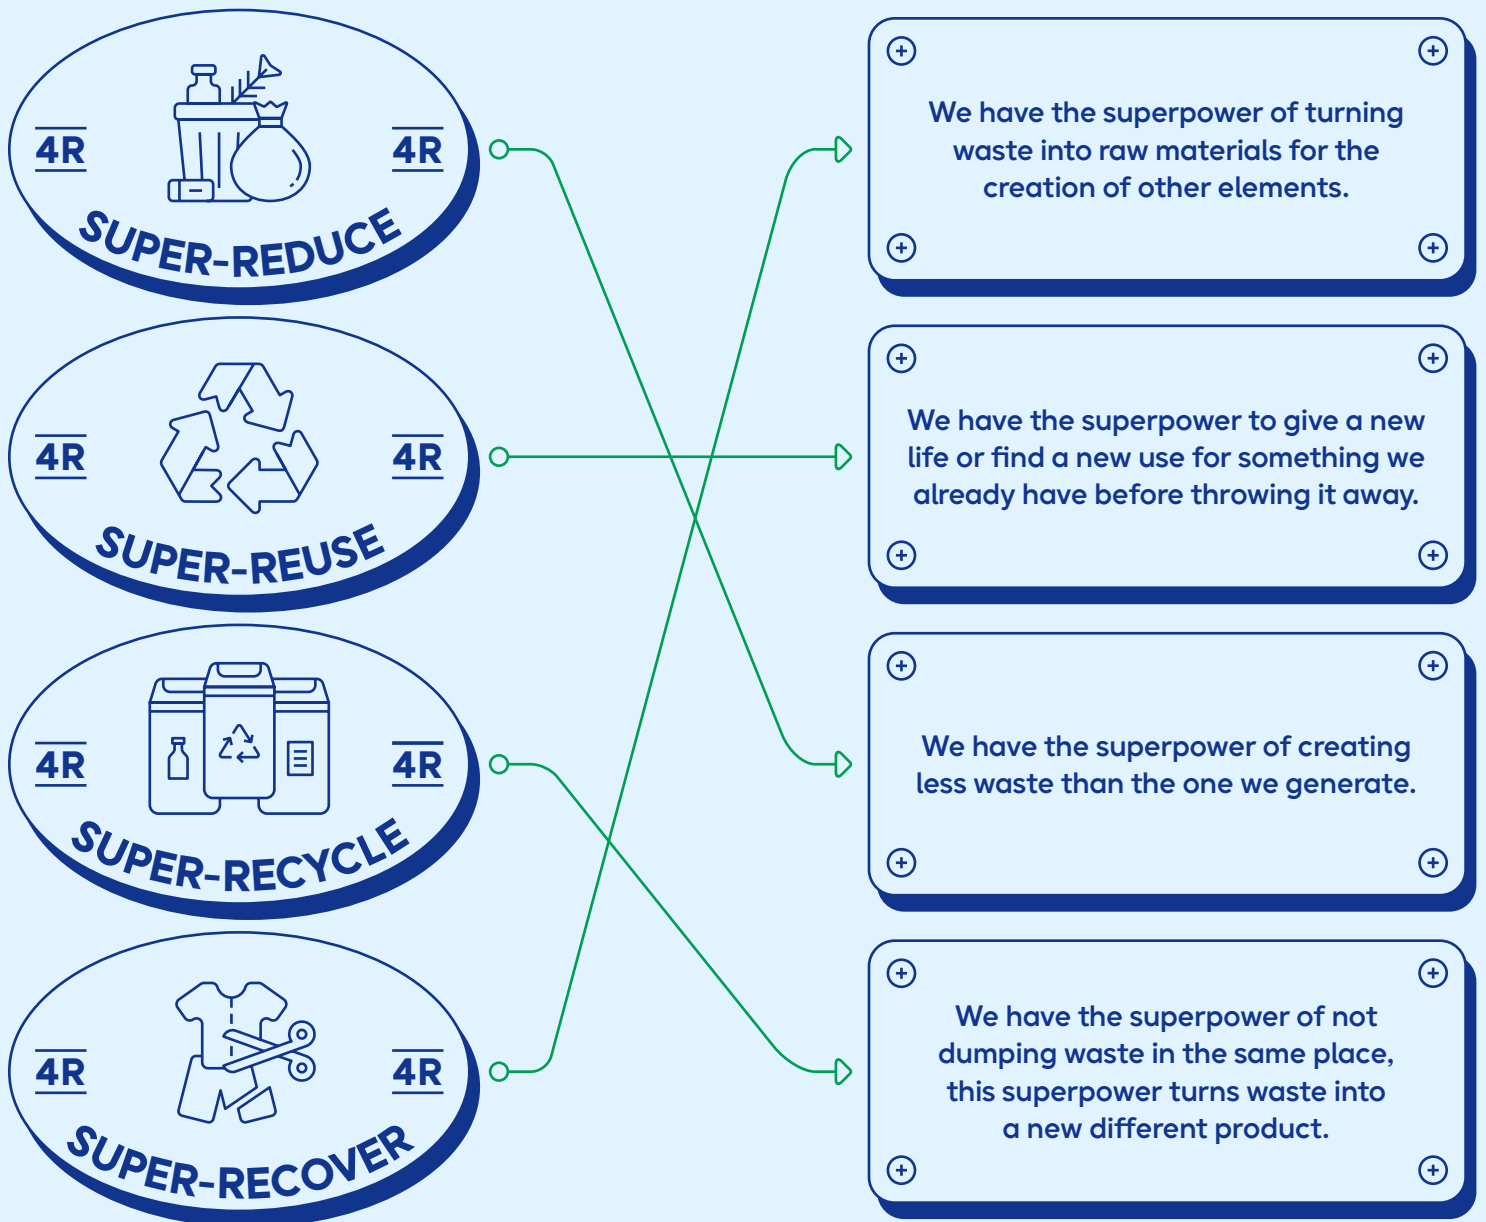 4R
4R
SUPER-REDUCE
We have the superpower of turning
waste into raw materials for the
creation of other elements.
4R
4R
SUPER-REUSE
We have the superpower to give a new
life or find a new use for something we
already have before throwing it away.
4R
4R
SUPER-RECYCLE
We have the superpower of creating
less waste than the one we generate.
4R
4R
SUPER-RECOVER
We have the superpower of not
dumping waste in the same place,
this superpower turns waste into
a new different product.